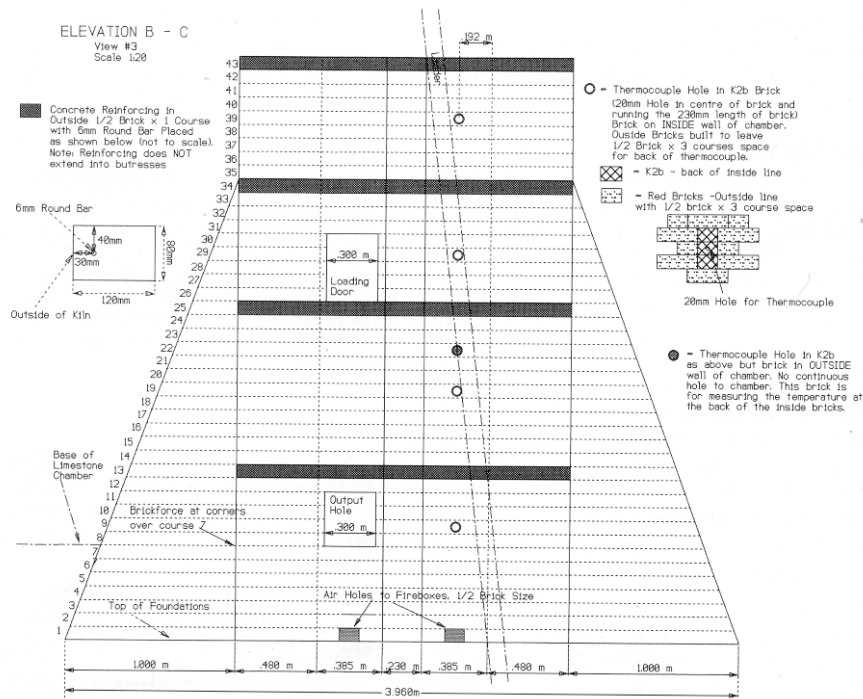 ELEVATION B - C
View #3
Scale 1:20
.192 m
Ladder
Concrete Reinforcing in
Outside 1/2 Brick x 1 Course
with 6mm Round Bar Placed
as shown below (not to scale).
Note: Reinforcing does NOT
extend into butresses
6mm Round Bar
40mm
30mm
80mm
120mm
Outside of Kiln
43
42
41
40
39
38
37
36
35
34
33
32
31
30
29
28
27
26
25
24
23
22
21
20
19
18
17
16
15
14
13
12
11
10
9
8
7
6
5
4
3
2
1
- Thermocouple Hole in K2b Brick
(20mm Hole in centre of brick and
running the 230mm length of brick)
Brick on INSIDE wall of chamber.
Ouside Bricks built to leave
1/2 Brick x 3 courses space
for back of thermocouple.
= K2b - back of inside line
= Red Bricks -Outside line
with 1/2 brick x 3 course space
20mm Hole for Thermocouple
- Thermocouple Hole in K2b
as above but brick in OUTSIDE
wall of chamber. No continuous
hole to chamber. This brick is
for measuring the temperature at
the back of the inside bricks.
.300 m
Loading
Door
Base of
Limestone
Chamber
Brickforce at corners
over course 7
Output
Hole
.300 m
Air Holes to Fireboxes, 1/2 Brick Size
Top of Foundations
1.000 m
.480 m
.385 m
.230 m
.385 m
.480 m
1.000 m
3.960m